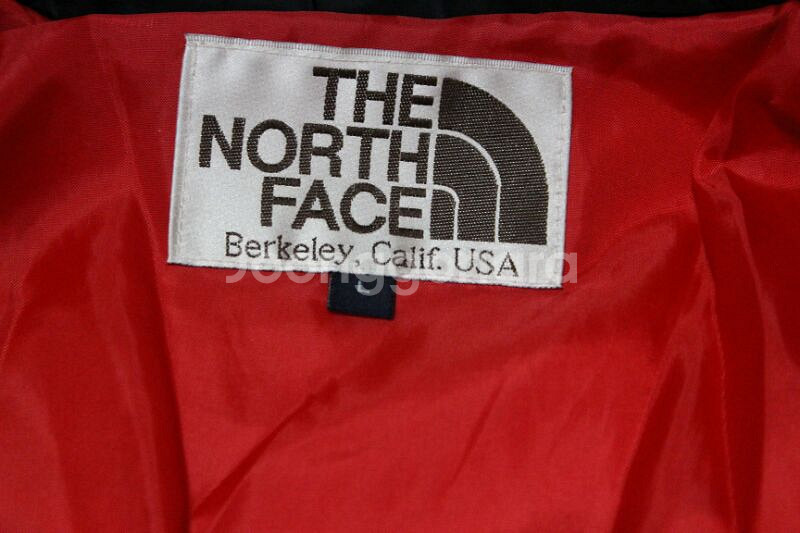 THE
NORTH
FACE
Berkeley, Calif. USA